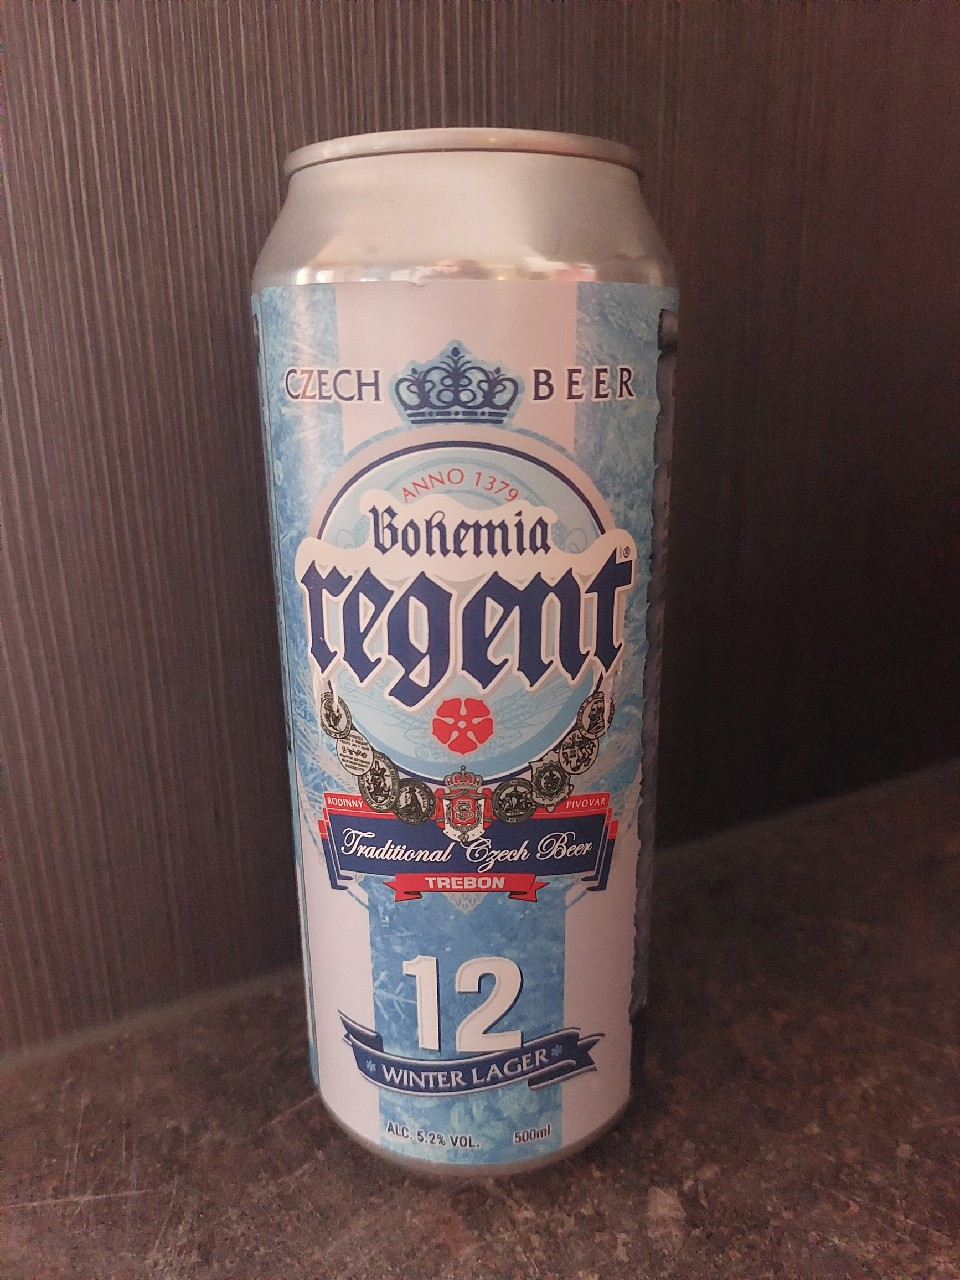 CZECH BEER
ANNO 1379
Bohemia
regent®
RODINNÝ PIVOVAR
Traditional Czech Beer
TREBON
12
WINTER LAGER
ALC. 5.2% VOL. 500ml